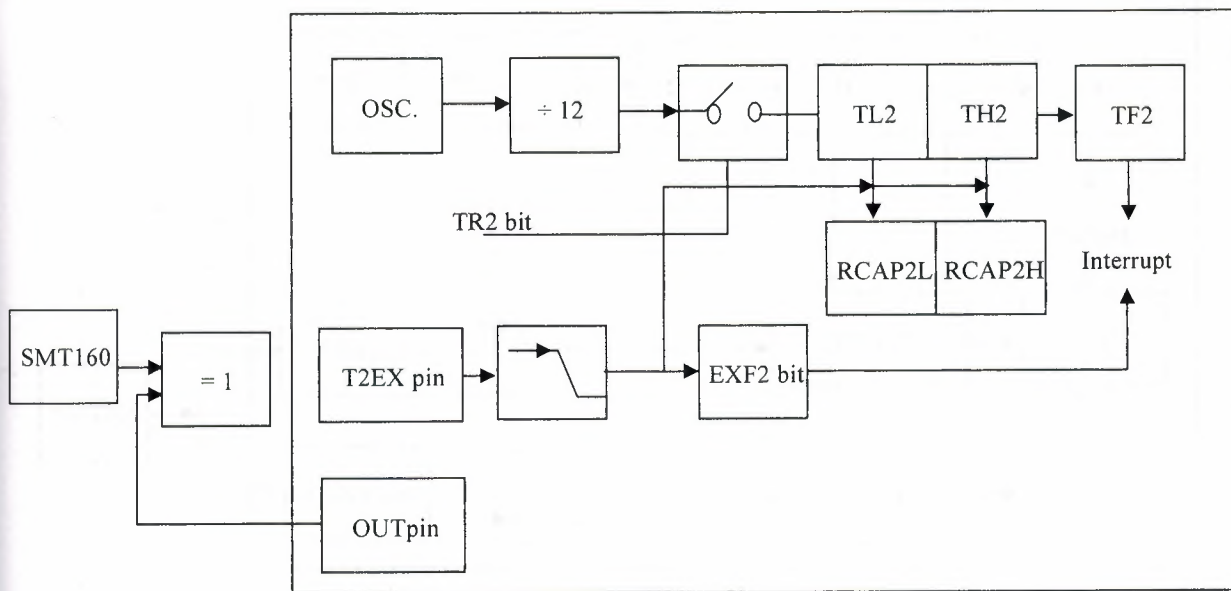 OSC.
÷ 12
TL2
TH2
TF2
TR2 bit
RCAP2L
RCAP2H
Interrupt
SMT160
= 1
T2EX pin
EXF2 bit
OUTpin